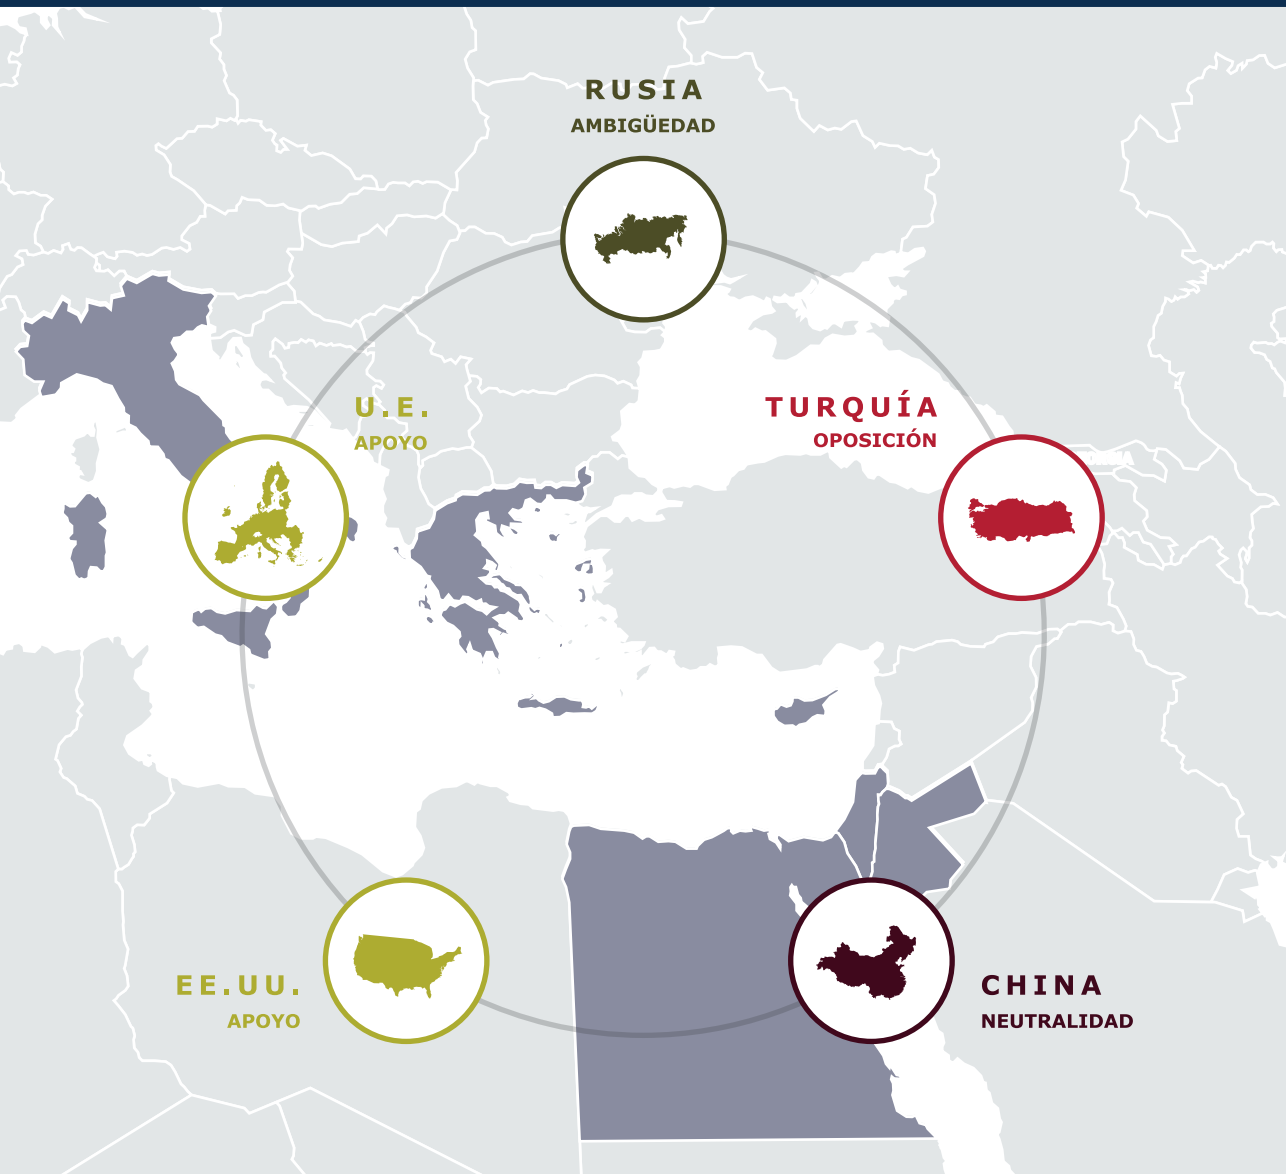 RUSIA
AMBIGÜEDAD
U.E.
APOYO
TURQUÍA
OPOSICIÓN
EE.UU.
APOYO
CHINA
NEUTRALIDAD